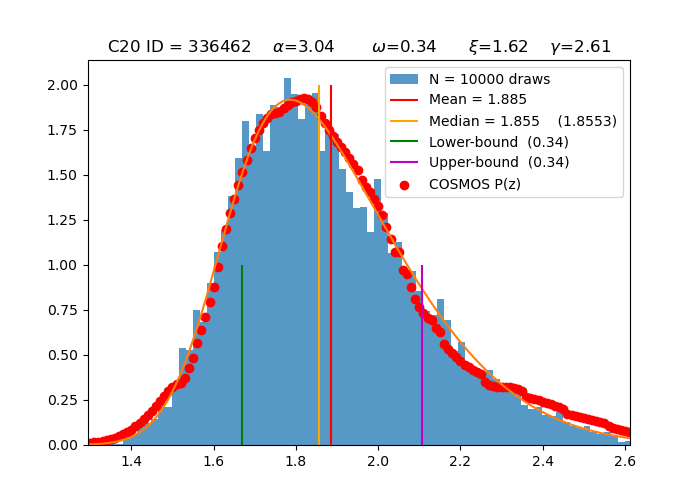 C20 ID = 336462 α=3.04 ω=0.34 ξ=1.62 γ=2.61
N = 10000 draws
Mean = 1.885
Median = 1.855 (1.8553)
Lower-bound (0.34)
Upper-bound (0.34)
COSMOS P(z)
2.00
1.75
1.50
1.25
1.00
0.75
0.50
0.25
0.00
1.4 1.6 1.8 2.0 2.2 2.4 2.6